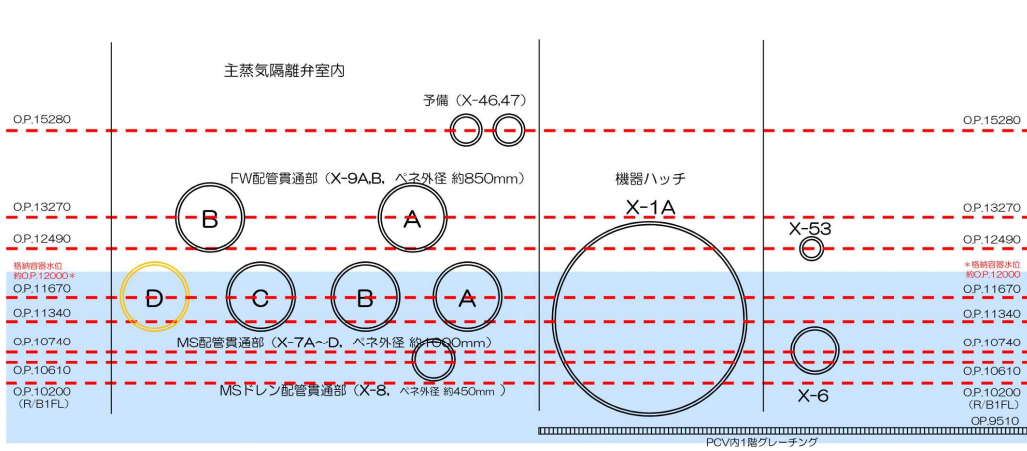 主蒸気隔離弁室内
予備（X-46,47）
O.P.15280
O.P.15280
FW配管貫通部（X-9A,B, ペネ外径 約850mm）
機器ハッチ
X-1A
O.P.13270
O.P.13270
B
A
X-53
O.P.12490
O.P.12490
格納容器水位
約O.P.12000*
*格納容器水位
約O.P.12000
O.P.11670
O.P.11670
D
C
B
A
O.P.11340
O.P.11340
MS配管貫通部（X-7A～D, ペネ外径 約1000mm）
O.P.10740
O.P.10740
O.P.10610
O.P.10610
MSドレン配管貫通部（X-8, ペネ外径 約450mm ）
X-6
O.P.10200
(R/B1FL)
O.P.10200
(R/B1FL)
OP.9510
PCV内1階グレーチング